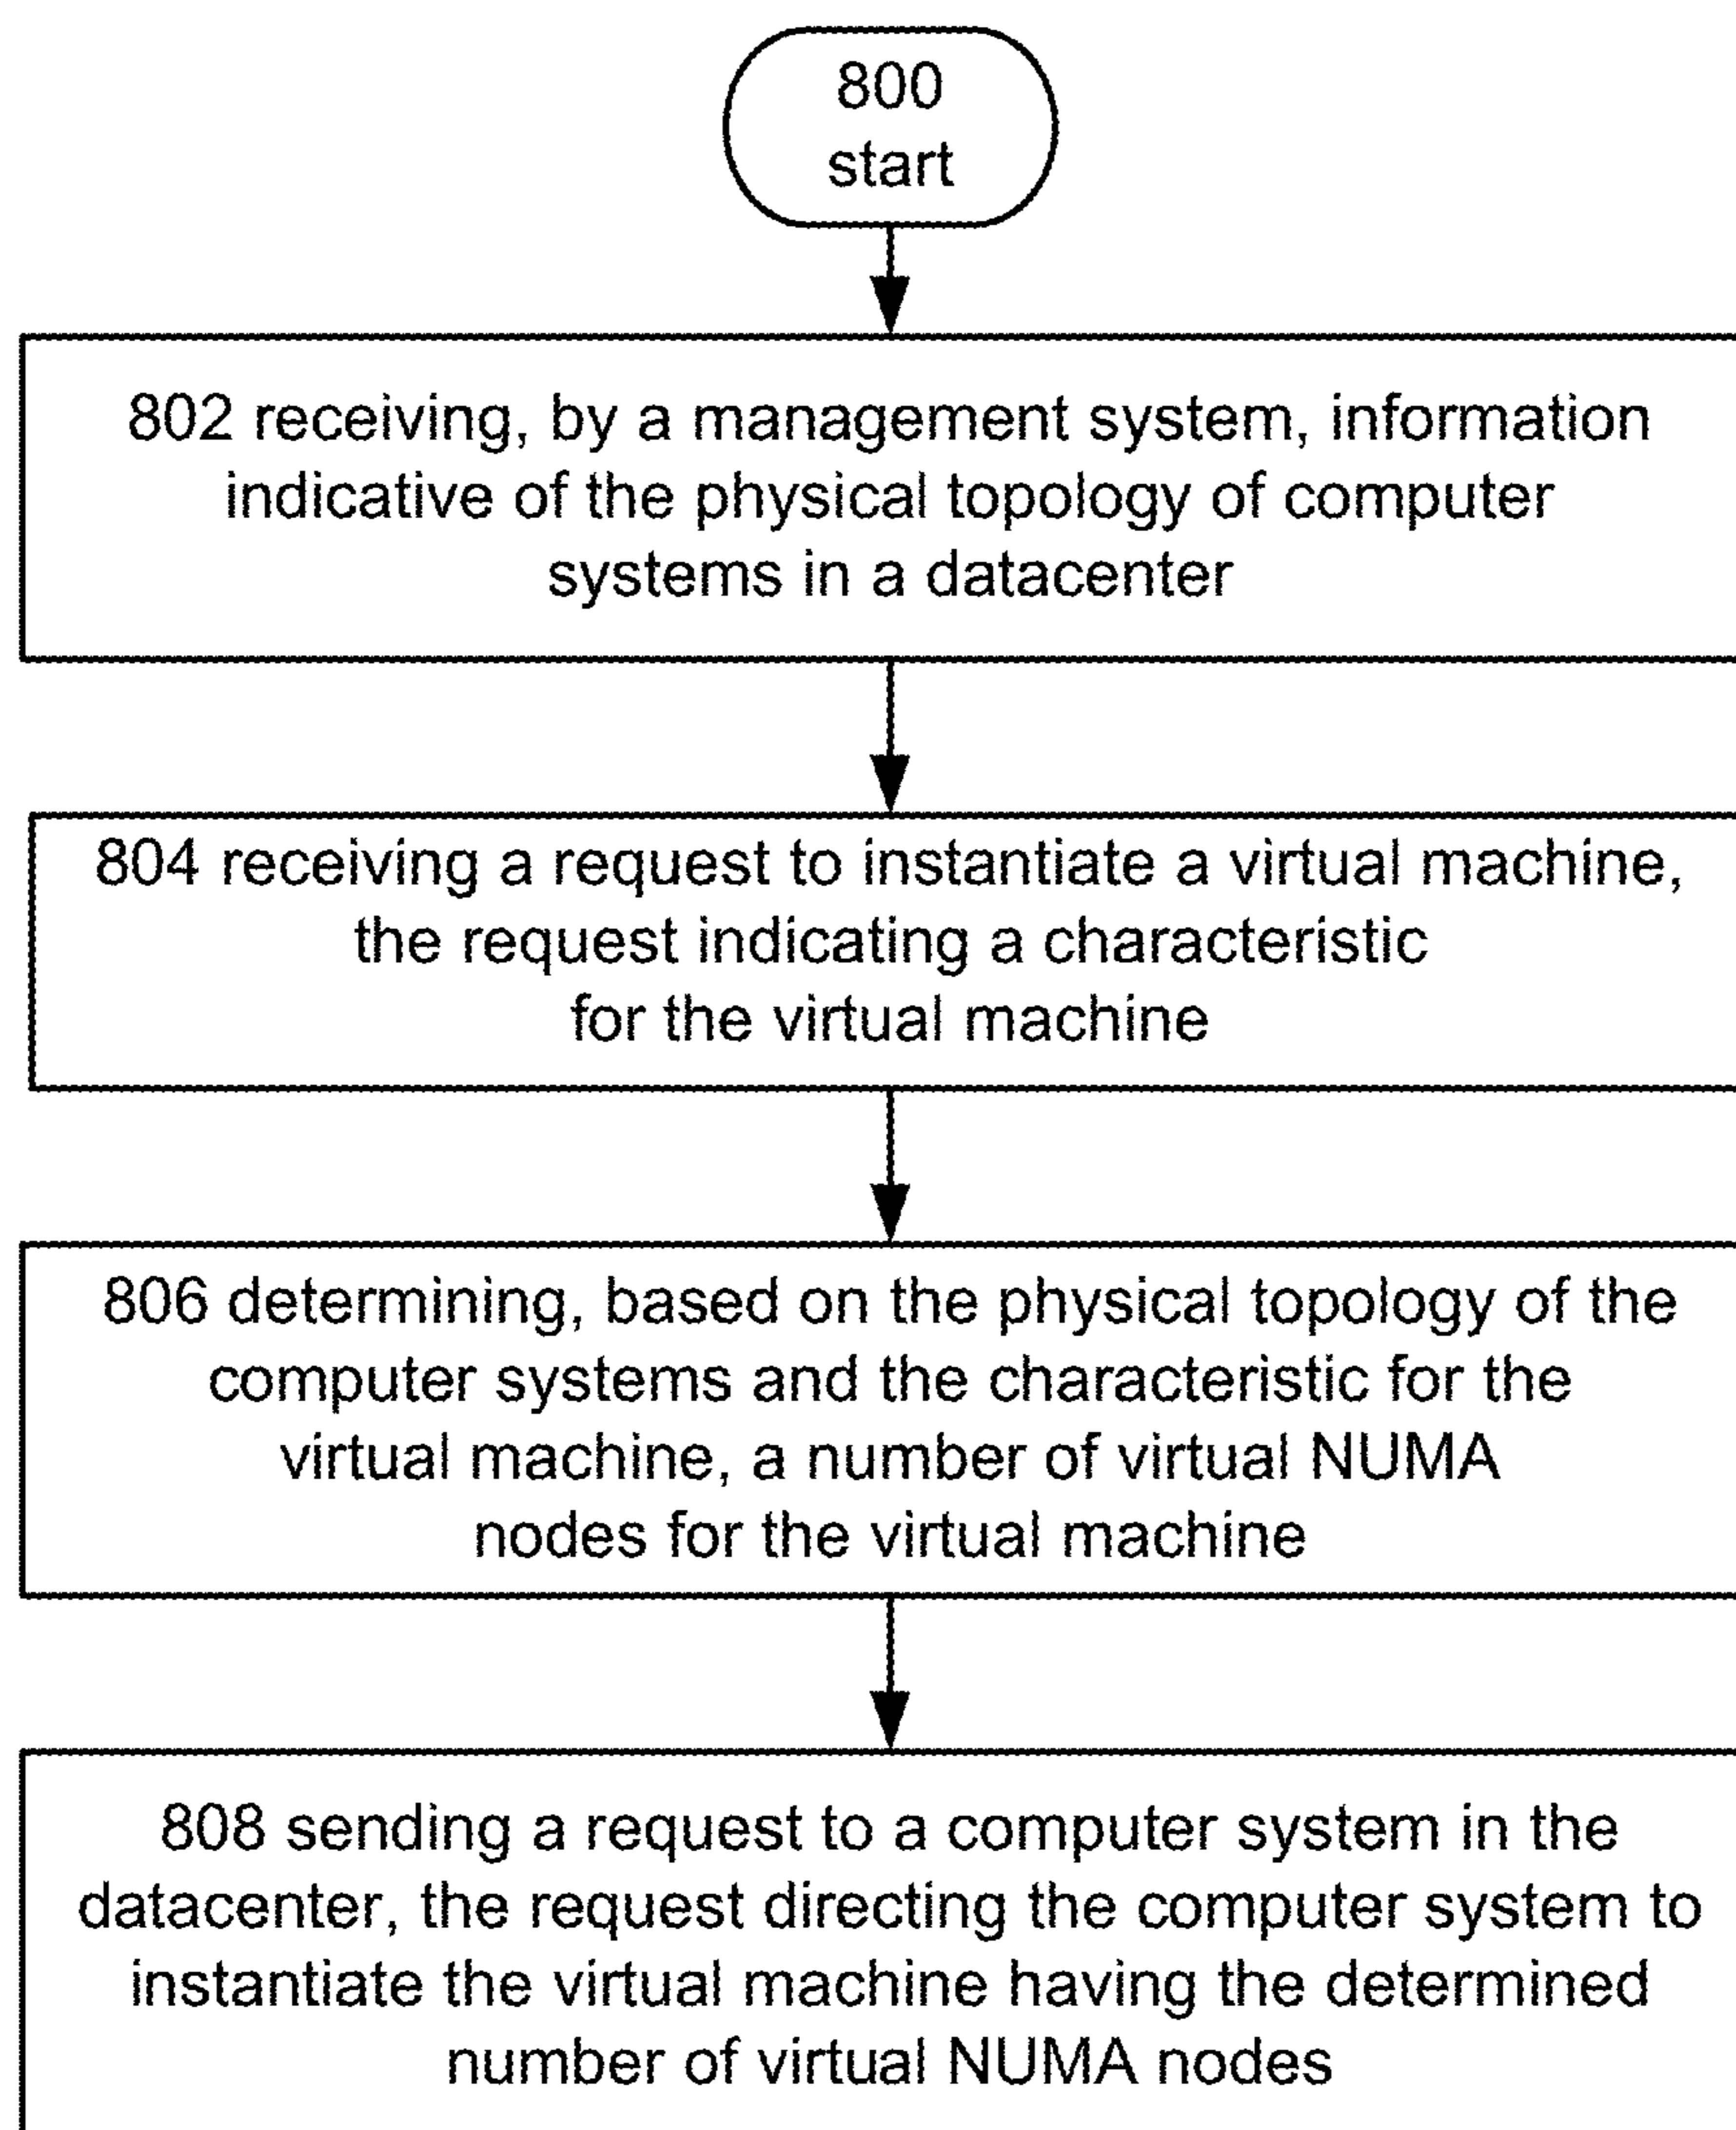 800
start
802 receiving, by a management system, information
indicative of the physical topology of computer
systems in a datacenter
804 receiving a request to instantiate a virtual machine,
the request indicating a characteristic
for the virtual machine
806 determining, based on the physical topology of the
computer systems and the characteristic for the
virtual machine, a number of virtual NUMA
nodes for the virtual machine
808 sending a request to a computer system in the
datacenter, the request directing the computer system to
instantiate the virtual machine having the determined
number of virtual NUMA nodes